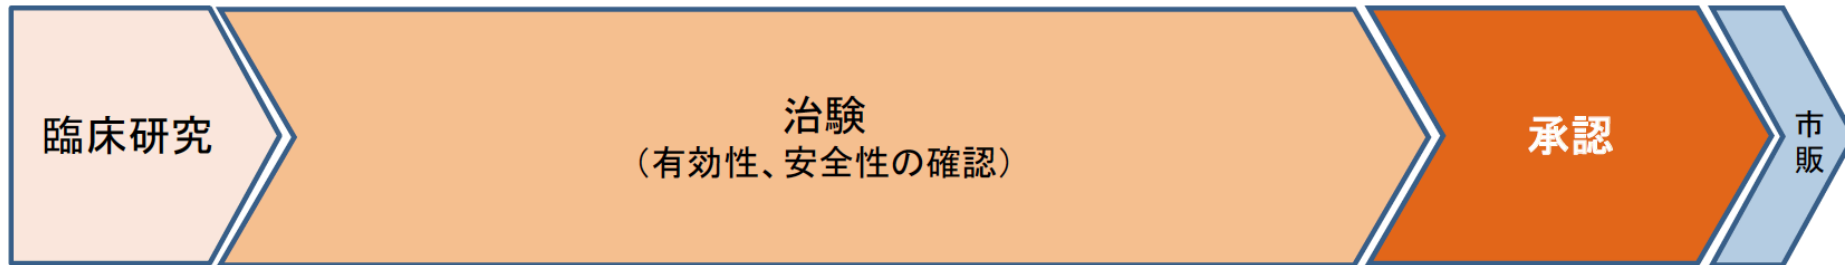 臨床研究
治験
（有効性、安全性の確認）
承認
市
販